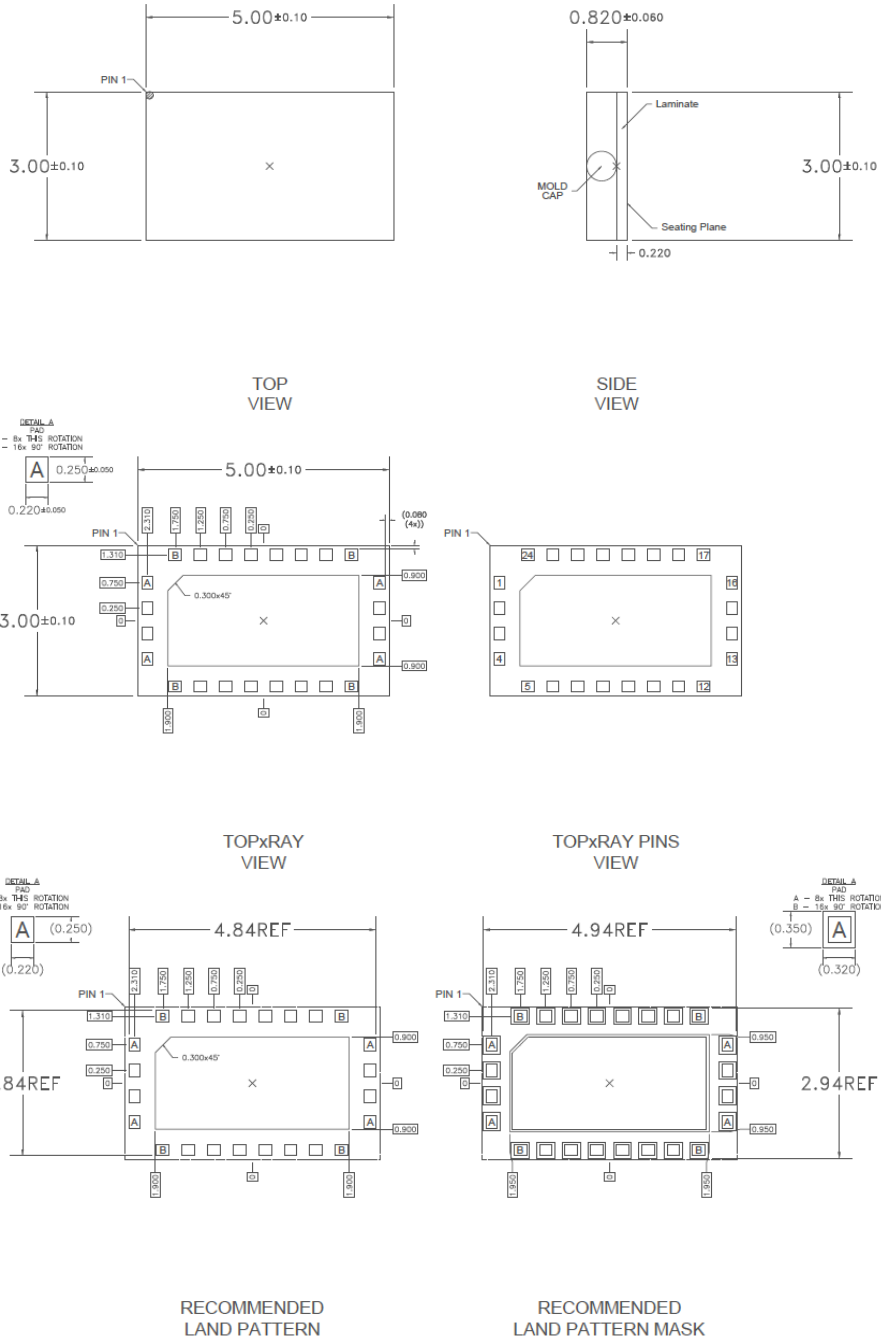 5.00±0.10
0.820±0.060
PIN 1
Laminate
3.00±0.10
3.00±0.10
MOLD
CAP
Seating Plane
0.220
TOP
VIEW
SIDE
VIEW
DETAIL A
PAD
– 8x THIS ROTATION
– 16x 90° ROTATION
A
0.250±0.050
0.220±0.050
5.00±0.10
(0.080
(4x))
PIN 1
2.310
1.750
1.250
0.750
0.250
0
1.310
B
B
0.750
A
A
0.900
0.300x45°
0.250
0
0
3.00±0.10
A
A
0.900
B
B
1.900
0
1.900
PIN 1
24
17
1
16
4
13
5
12
TOPxRAY
VIEW
TOPxRAY PINS
VIEW
DETAIL A
PAD
8x THIS ROTATION
16x 90° ROTATION
A
(0.250)
(0.220)
4.84REF
PIN 1
2.310
1.750
1.250
0.750
0.250
0
1.310
B
B
0.750
A
A
0.900
0.300x45°
0.250
0
0
.84REF
A
A
0.900
B
B
1.900
0
1.900
4.94REF
DETAIL A
PAD
A – 8x THIS ROTATION
B – 16x 90° ROTATION
(0.350)
A
(0.320)
PIN 1
2.310
1.750
1.250
0.750
0.250
0
1.310
B
B
0.750
A
A
0.950
0.250
0
0
2.94REF
A
A
0.950
B
B
1.950
0
1.950
RECOMMENDED
LAND PATTERN
RECOMMENDED
LAND PATTERN MASK